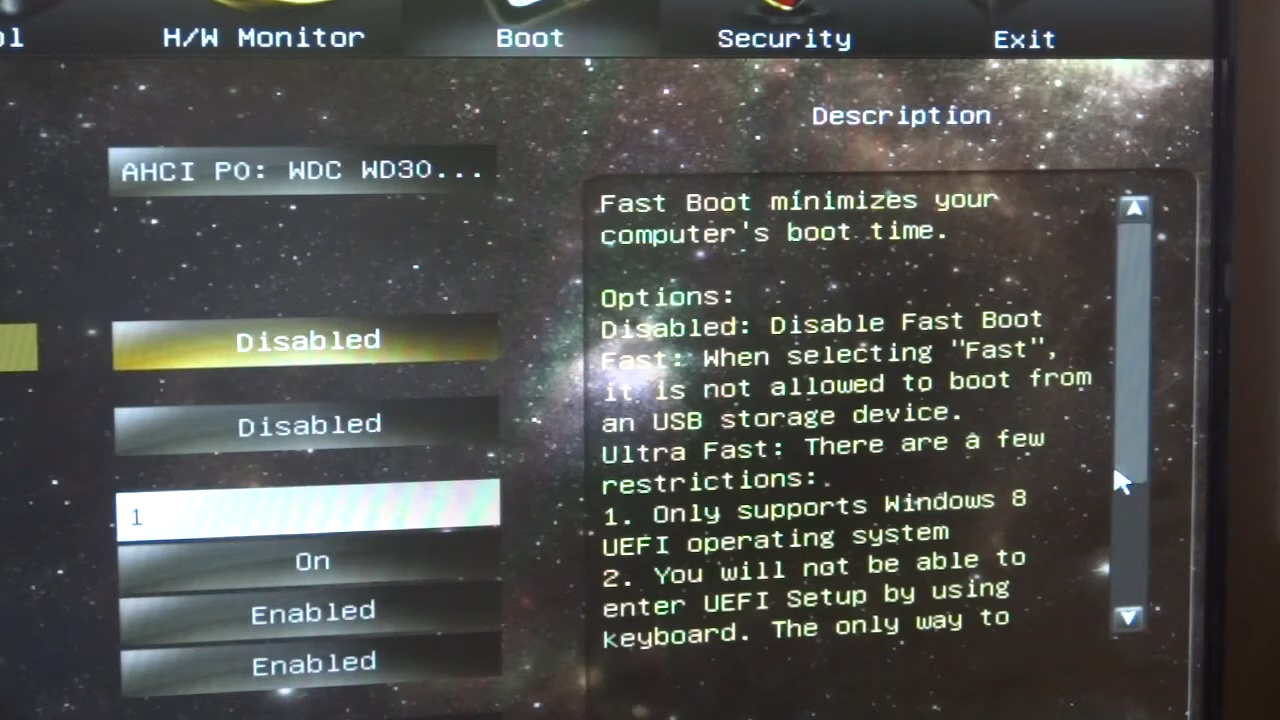 ol
H/W Monitor
Boot
Security
Exit
Description
AHCI P0: WDC WD30...
Disabled
Disabled
1
On
Enabled
Enabled
Fast Boot minimizes your
computer's boot time.
Options:
Disabled: Disable Fast Boot
Fast: When selecting "Fast",
it is not allowed to boot from
an USB storage device.
Ultra Fast: There are a few
restrictions:.
1. Only supports Windows 8
UEFI operating system
2. You will not be able to
enter UEFI Setup by using
keyboard. The only way to